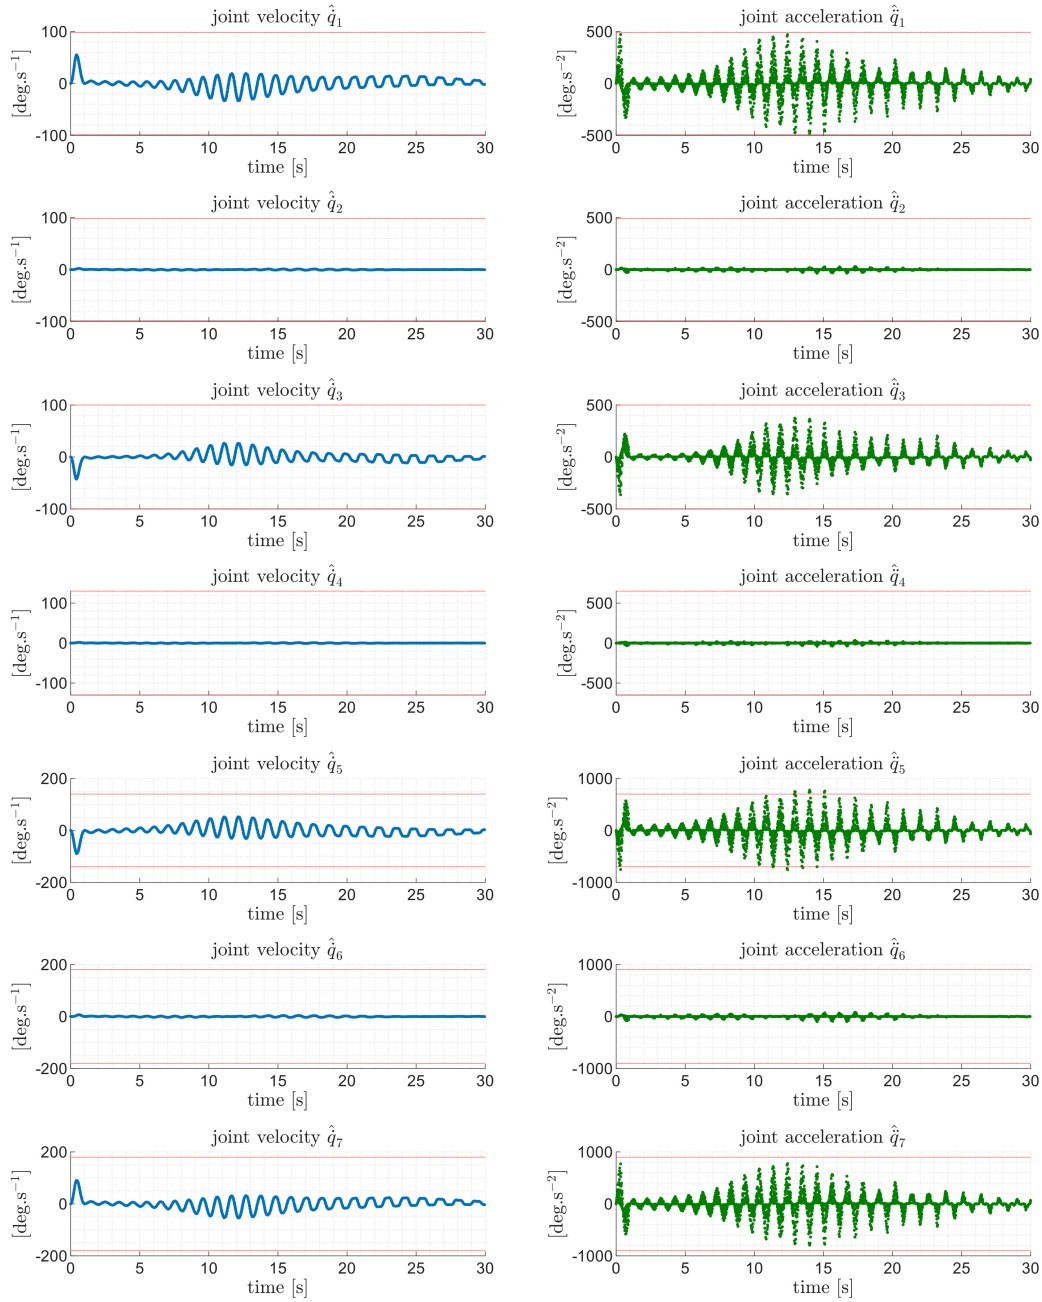 joint velocity q̇̂₁ joint acceleration q̈̂₁
[deg.s⁻¹] 100 0 -100 [deg.s⁻²] 500 0 -500
0 5 10 15 20 25 30 0 5 10 15 20 25 30
time [s] time [s]
joint velocity q̇̂₂ joint acceleration q̈̂₂
[deg.s⁻¹] 100 0 -100 [deg.s⁻²] 500 0 -500
0 5 10 15 20 25 30 0 5 10 15 20 25 30
time [s] time [s]
joint velocity q̇̂₃ joint acceleration q̈̂₃
[deg.s⁻¹] 100 0 -100 [deg.s⁻²] 500 0 -500
0 5 10 15 20 25 30 0 5 10 15 20 25 30
time [s] time [s]
joint velocity q̇̂₄ joint acceleration q̈̂₄
[deg.s⁻¹] 100 0 -100 [deg.s⁻²] 500 0 -500
0 5 10 15 20 25 30 0 5 10 15 20 25 30
time [s] time [s]
joint velocity q̇̂₅ joint acceleration q̈̂₅
[deg.s⁻¹] 200 0 -200 [deg.s⁻²] 1000 0 -1000
0 5 10 15 20 25 30 0 5 10 15 20 25 30
time [s] time [s]
joint velocity q̇̂₆ joint acceleration q̈̂₆
[deg.s⁻¹] 200 0 -200 [deg.s⁻²] 1000 0 -1000
0 5 10 15 20 25 30 0 5 10 15 20 25 30
time [s] time [s]
joint velocity q̇̂₇ joint acceleration q̈̂₇
[deg.s⁻¹] 200 0 -200 [deg.s⁻²] 1000 0 -1000
0 5 10 15 20 25 30 0 5 10 15 20 25 30
time [s] time [s]